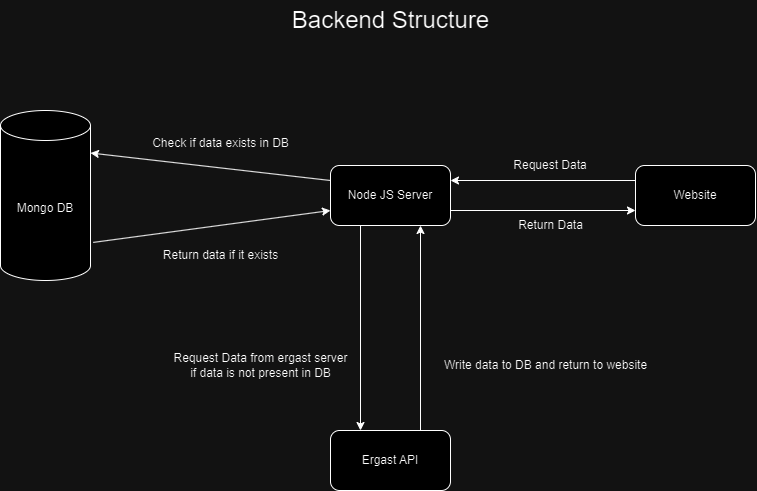 Backend Structure
Check if data exists in DB
Request Data
Mongo DB
Node JS Server
Website
Return data if it exists
Return Data
Request Data from ergast server
if data is not present in DB
Write data to DB and return to website
Ergast API